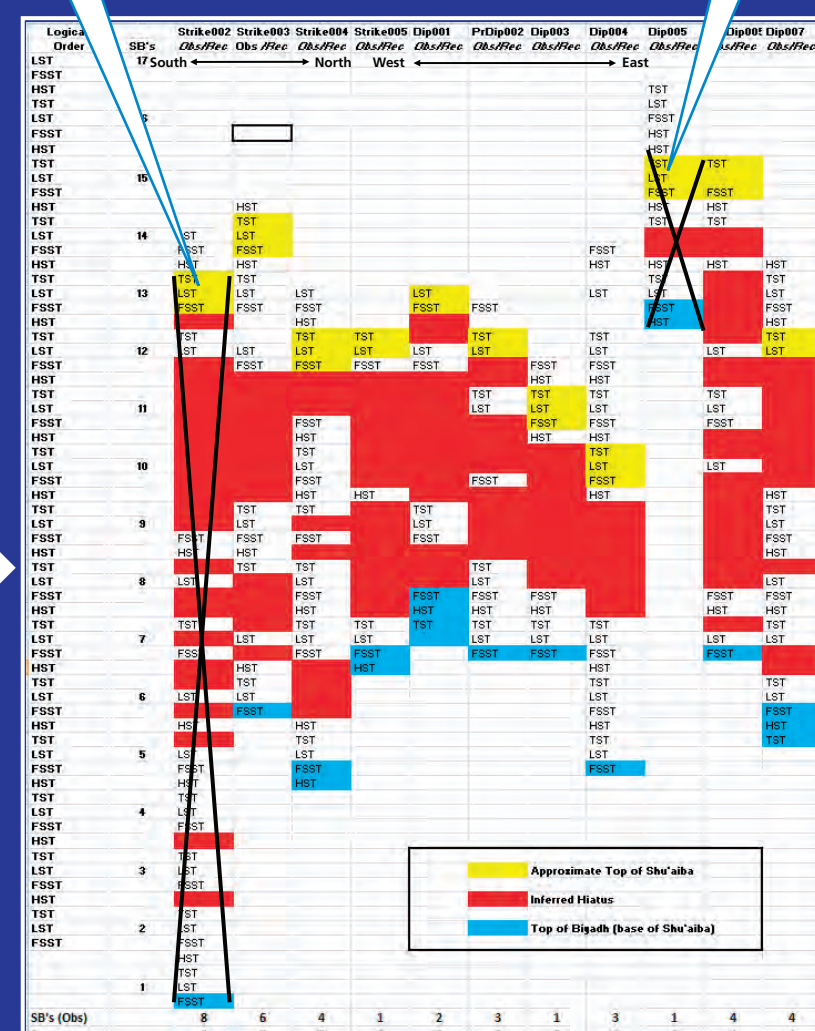 Logica Strike002 Strike003 Strike004 Strike005 Dip001 PrDip002 Dip003 Dip004 Dip005 Dip007
Order SB's Obs/Rec Obs /Rec Obs/Rec Obs/Rec Obs/Rec Obs/Rec Obs/Rec Obs/Rec Obs/Rec bs/Rec Obs/Rec
LST 17 South North West East
FSST
HST TST
TST LST
LST FSST
FSST HST
HST HST
TST TST TST
LST 15 LST
FSST FSST FSST
HST HST HST HST
TST TST TST TST
LST 14 ST LST
FSST FSST FSST FSST
HST HST HST HST HST HST HST
TST TST TST TST TST
LST 13 LST LST LST LST LST LST LST
FSST FSST FSST FSST FSST FSST FSST FSST
HST HST HST HST
TST TST TST TST TST TST TST
LST 12 LST LST LST LST LST LST LST LST LST
FSST FSST FSST FSST FSST FSST FSST
HST HST HST
TST TST TST TST TST
LST 11 LST LST LST LST
FSST FSST FSST FSST FSST
HST HST HST HST
TST TST TST
LST 10 LST LST LST
FSST FSST FSST FSST
HST HST HST HST HST
TST TST TST TST TST
LST 9 LST LST LST
FSST FSST FSST FSST FSST FSST
HST HST HST HST
TST TST TST TST
LST 8 LST LST LST LST
FSST FSST FSST FSST FSST FSST FSST
HST HST HST HST HST HST HST
TST TST TST TST TST TST TST
LST 7 LST LST LST LST LST LST LST LST
FSST FSST FSST FSST FSST FSST FSST FSST
HST HST HST HST
TST TST TST TST
LST 6 LST LST LST LST
FSST FSST FSST FSST
HST HST HST HST HST
TST TST TST TST
LST 5 LST LST LST
FSST FSST FSST FSST
HST HST HST
TST TST
LST 4 LST
FSST FSST
HST
TST TST
LST 3 LST
FSST FSST
HST
TST TST
LST 2 LST
FSST FSST
HST
TST
1 LST
FSST
Approximate Top of Shu'aiba
Inferred Hiatus
Top of Biyadh (base of Shu'aiba)
SB's (Obs) 8 6 4 1 2 3 1 3 1 4 4